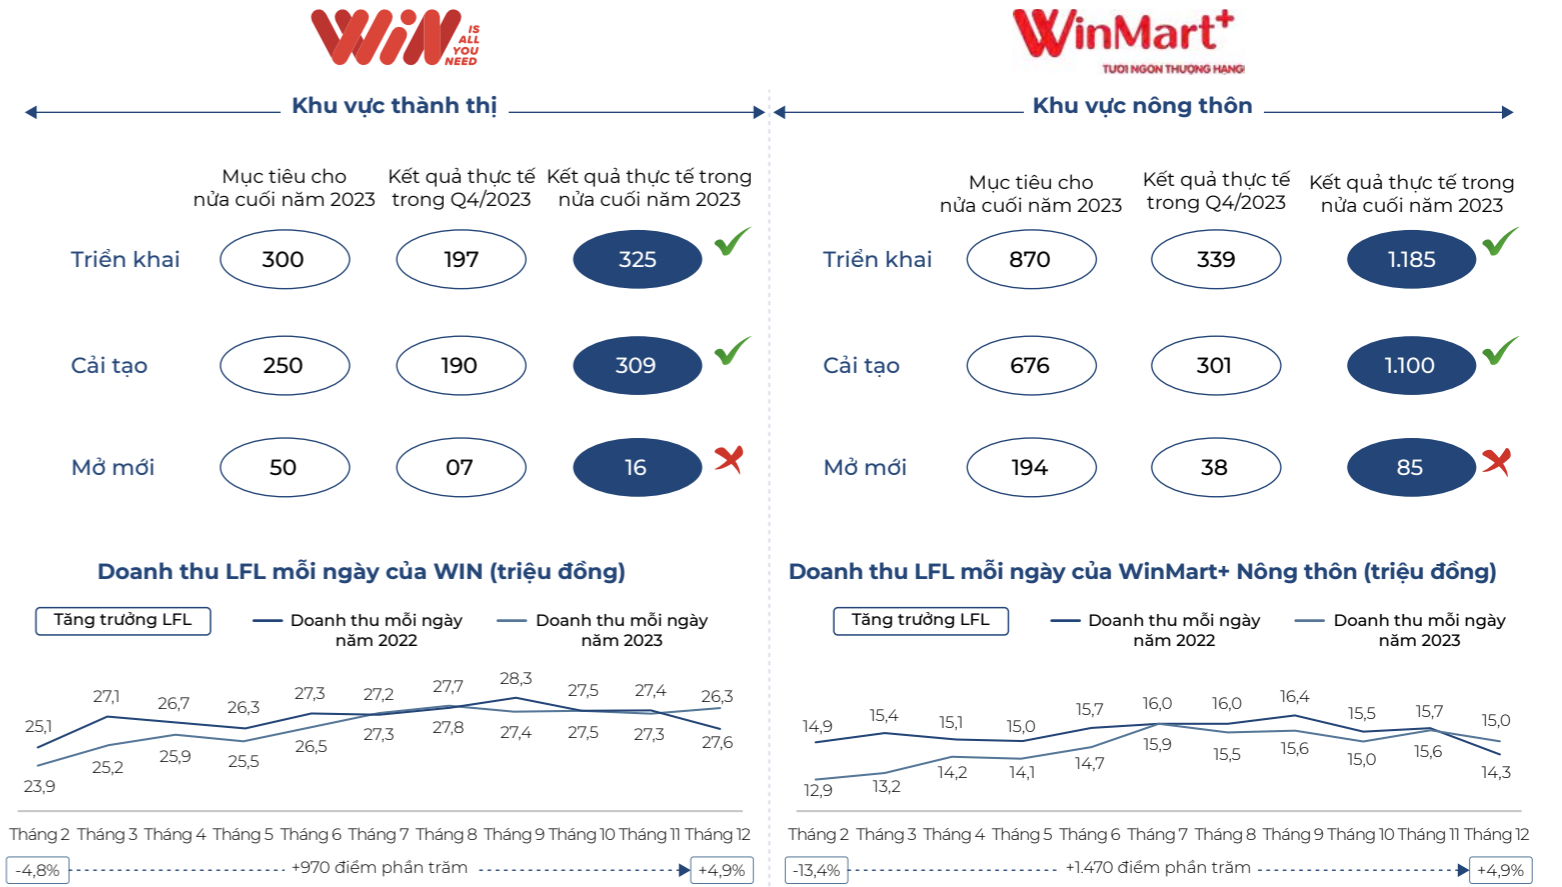 WiN IS
ALL
YOU
NEED
WinMart+
TƯƠI NGON THƯỢNG HẠNG
Khu vực thành thị
Khu vực nông thôn
Mục tiêu cho
nửa cuối năm 2023
Kết quả thực tế
trong Q4/2023
Kết quả thực tế trong
nửa cuối năm 2023
Triển khai
300
197
325
Cải tạo
250
190
309
Mở mới
50
07
16
Mục tiêu cho
nửa cuối năm 2023
Kết quả thực tế
trong Q4/2023
Kết quả thực tế trong
nửa cuối năm 2023
Triển khai
870
339
1.185
Cải tạo
676
301
1.100
Mở mới
194
38
85
Doanh thu LFL mỗi ngày của WIN (triệu đồng)
Tăng trưởng LFL
Doanh thu mỗi ngày
năm 2022
Doanh thu mỗi ngày
năm 2023
25,1 27,1 26,7 26,3 27,3 27,2 27,7 28,3 27,5 27,4 26,3
23,9 25,2 25,9 25,5 26,5 27,3 27,8 27,4 27,5 27,3 27,6
Tháng 2 Tháng 3 Tháng 4 Tháng 5 Tháng 6 Tháng 7 Tháng 8 Tháng 9 Tháng 10 Tháng 11 Tháng 12
-4,8% +970 điểm phần trăm +4,9%
Doanh thu LFL mỗi ngày của WinMart+ Nông thôn (triệu đồng)
Tăng trưởng LFL
Doanh thu mỗi ngày
năm 2022
Doanh thu mỗi ngày
năm 2023
14,9 15,4 15,1 15,0 15,7 16,0 16,0 16,4 15,5 15,7 15,0
12,9 13,2 14,2 14,1 14,7 15,9 15,5 15,6 15,0 15,6 14,3
Tháng 2 Tháng 3 Tháng 4 Tháng 5 Tháng 6 Tháng 7 Tháng 8 Tháng 9 Tháng 10 Tháng 11 Tháng 12
-13,4% +1.470 điểm phần trăm +4,9%